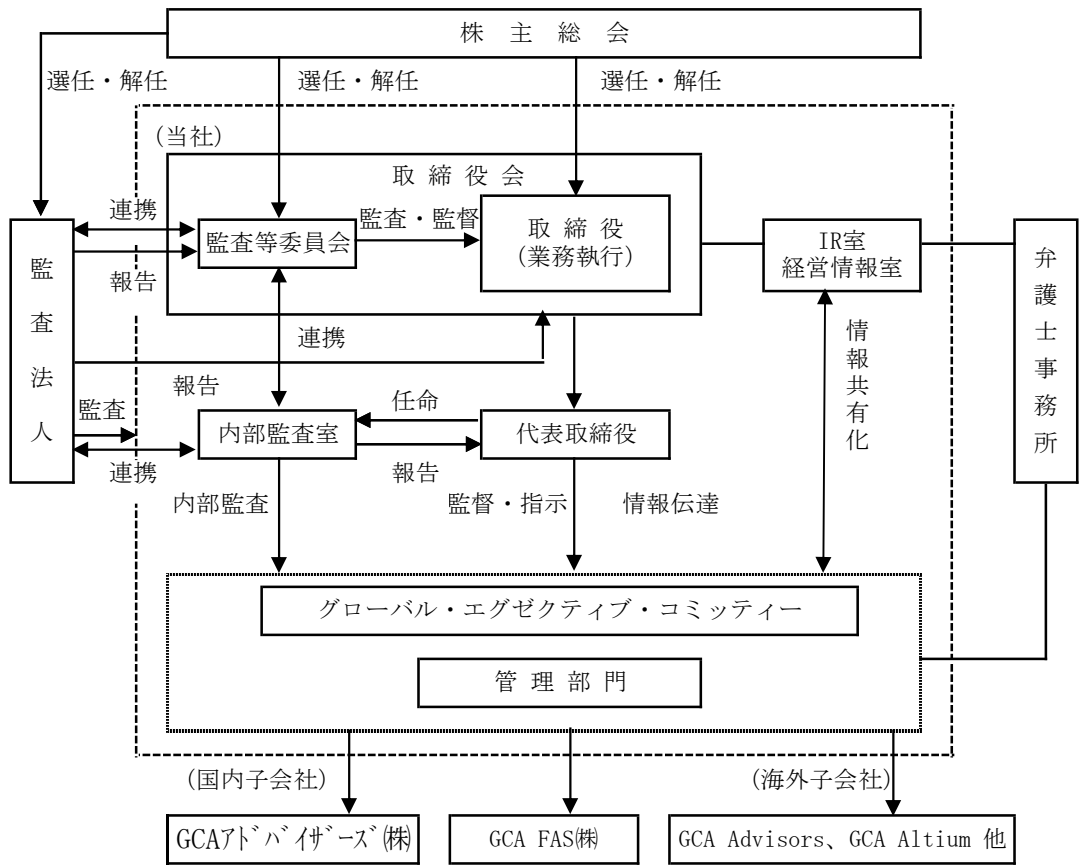 株主総会
選任・解任
選任・解任
選任・解任
(当社)
取締役会
連携
監査・監督
監査等委員会
取締役
(業務執行)
IR室
経営情報室
報告
監査法人
弁護士事務所
連携
情報共有化
報告
任命
監査
内部監査室
代表取締役
連携
報告
内部監査
監督・指示
情報伝達
グローバル・エグゼクティブ・コミッティー
管理部門
(国内子会社)
(海外子会社)
GCAアドバイザーズ(株)
GCA FAS㈱
GCA Advisors、GCA Altium 他